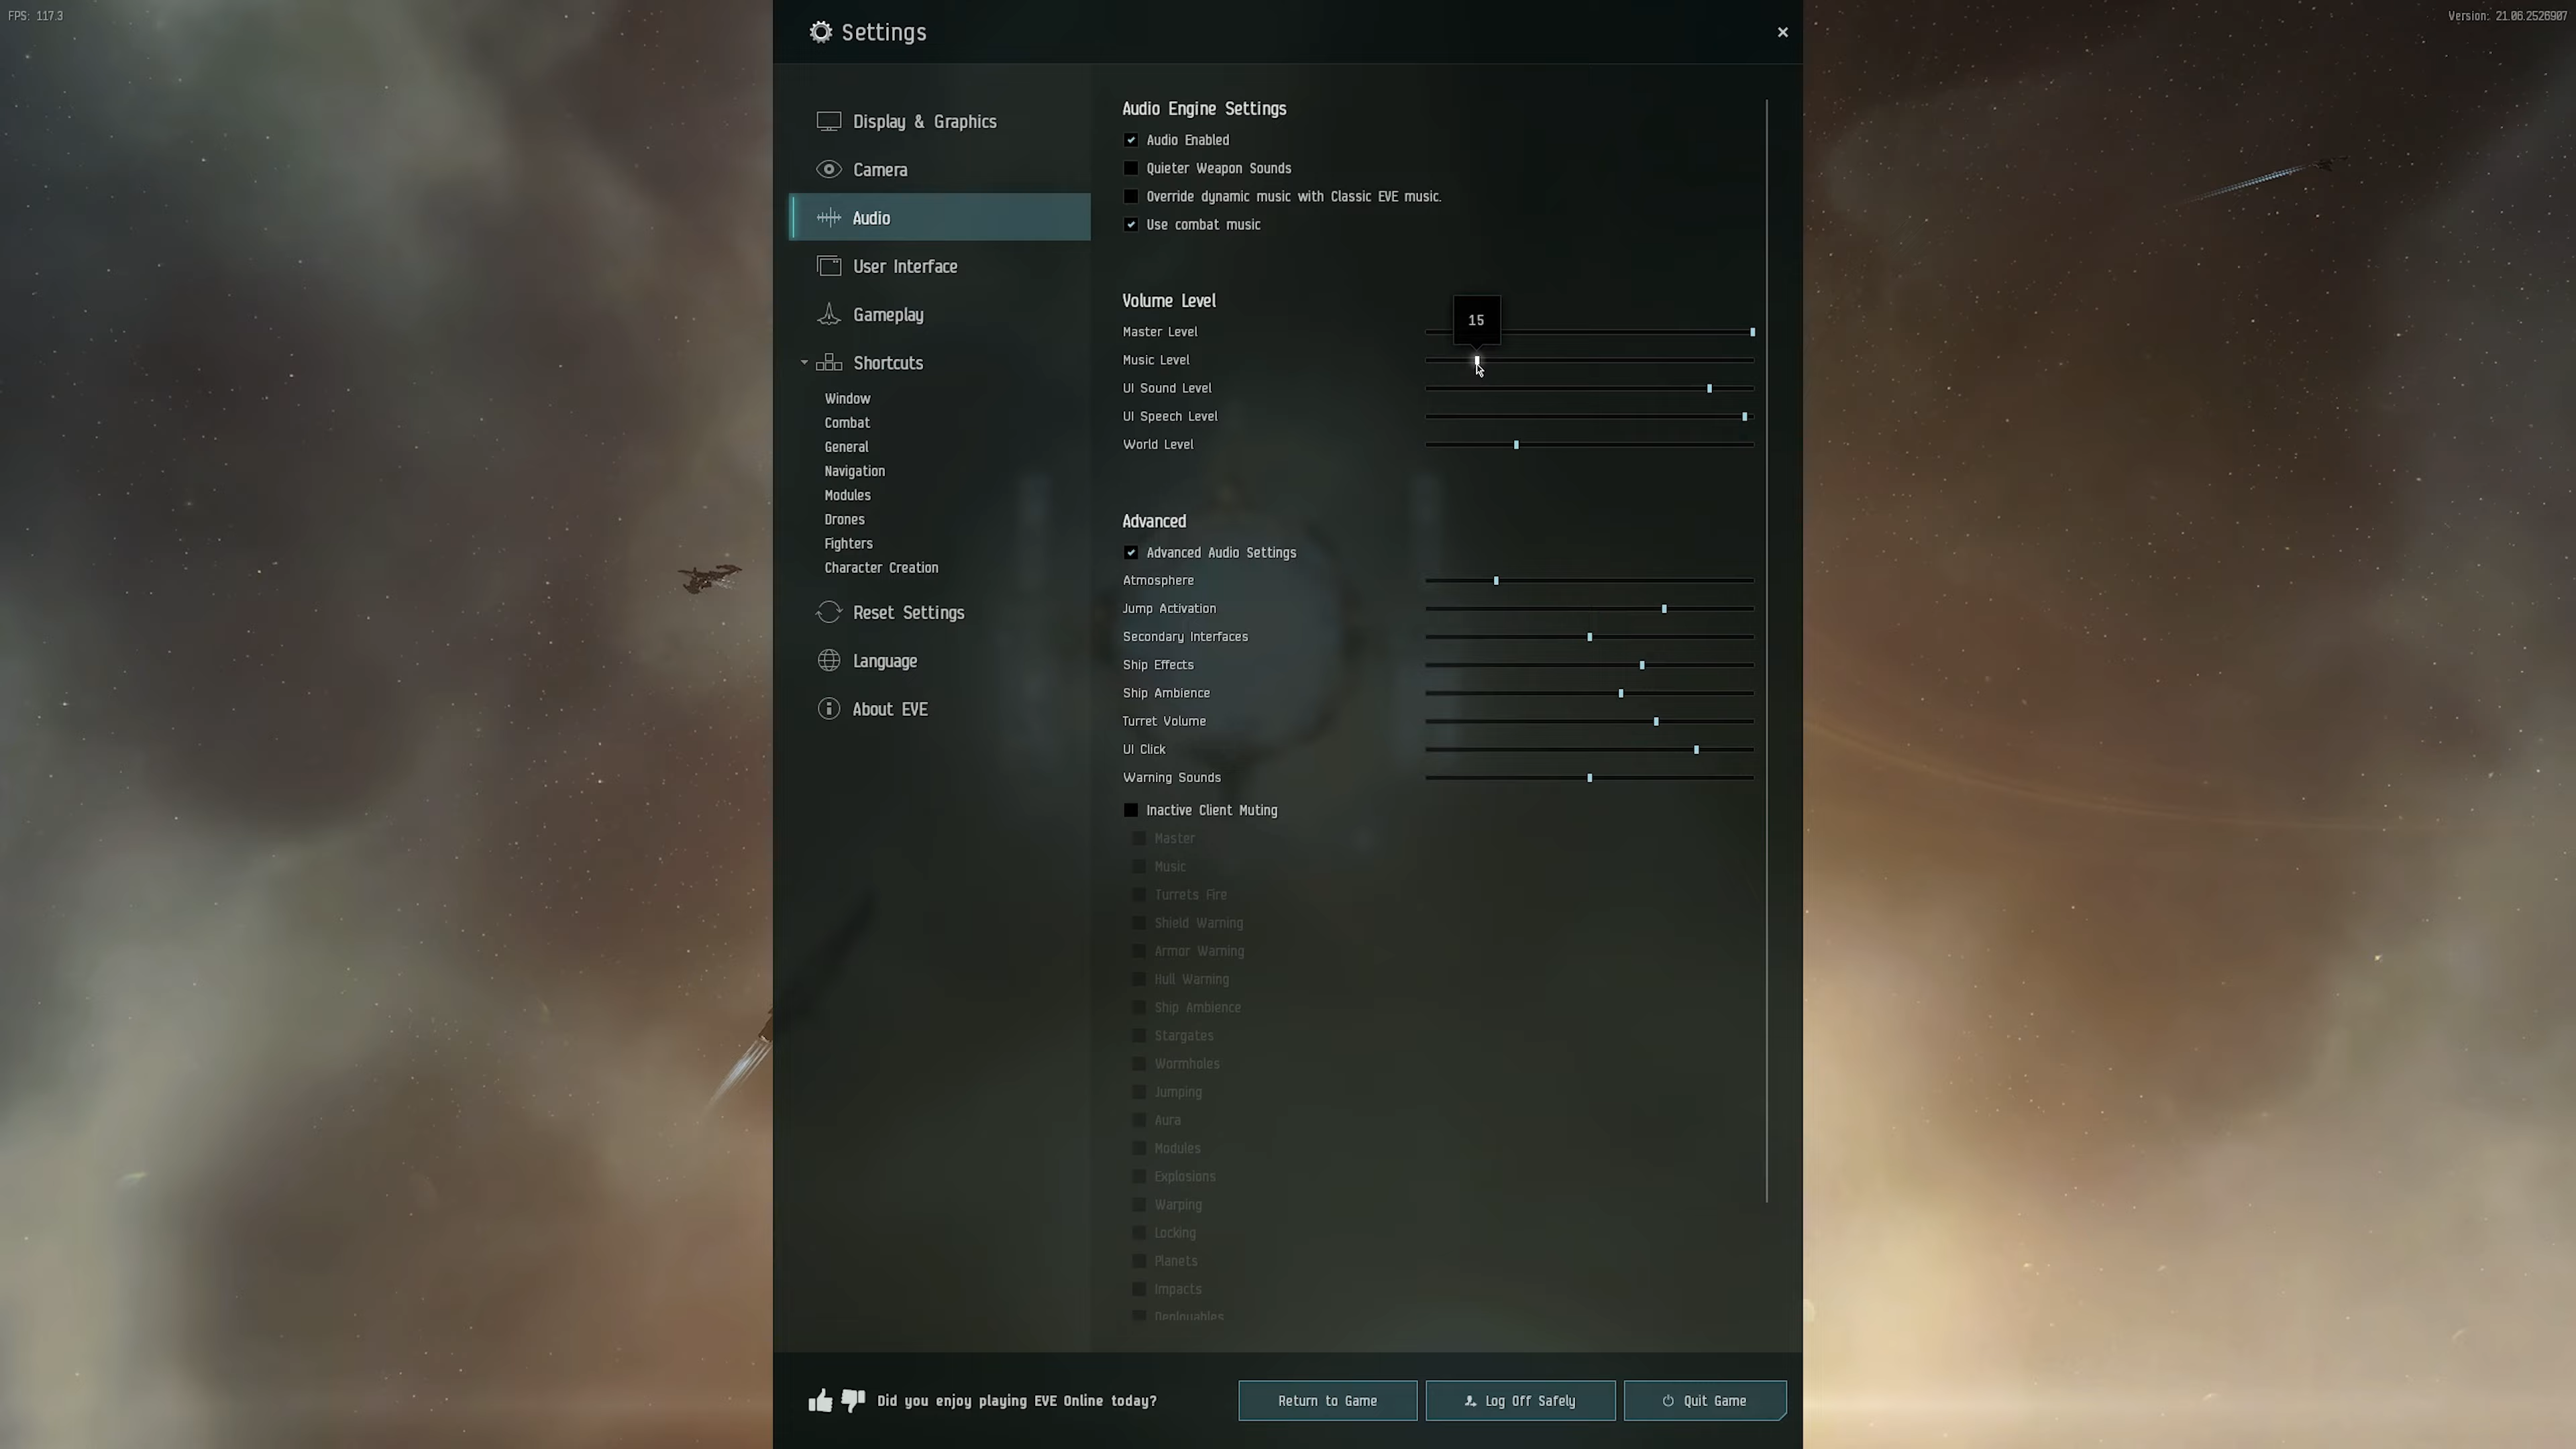 FPS: 117.3
Version: 21.06.2526907
Settings
Display & Graphics
Camera
Audio
User Interface
Gameplay
Shortcuts
Window
Combat
General
Navigation
Modules
Drones
Fighters
Character Creation
Reset Settings
Language
About EVE
Audio Engine Settings
Audio Enabled
Quieter Weapon Sounds
Override dynamic music with Classic EVE music.
Use combat music
Volume Level
15
Master Level
Music Level
UI Sound Level
UI Speech Level
World Level
Advanced
Advanced Audio Settings
Atmosphere
Jump Activation
Secondary Interfaces
Ship Effects
Ship Ambience
Turret Volume
UI Click
Warning Sounds
Inactive Client Muting
Master
Music
Turrets Fire
Shield Warning
Armor Warning
Hull Warning
Ship Ambience
Stargates
Wormholes
Jumping
Aura
Modules
Explosions
Warping
Locking
Planets
Impacts
Deployables
Did you enjoy playing EVE Online today?
Return to Game
Log Off Safely
Quit Game